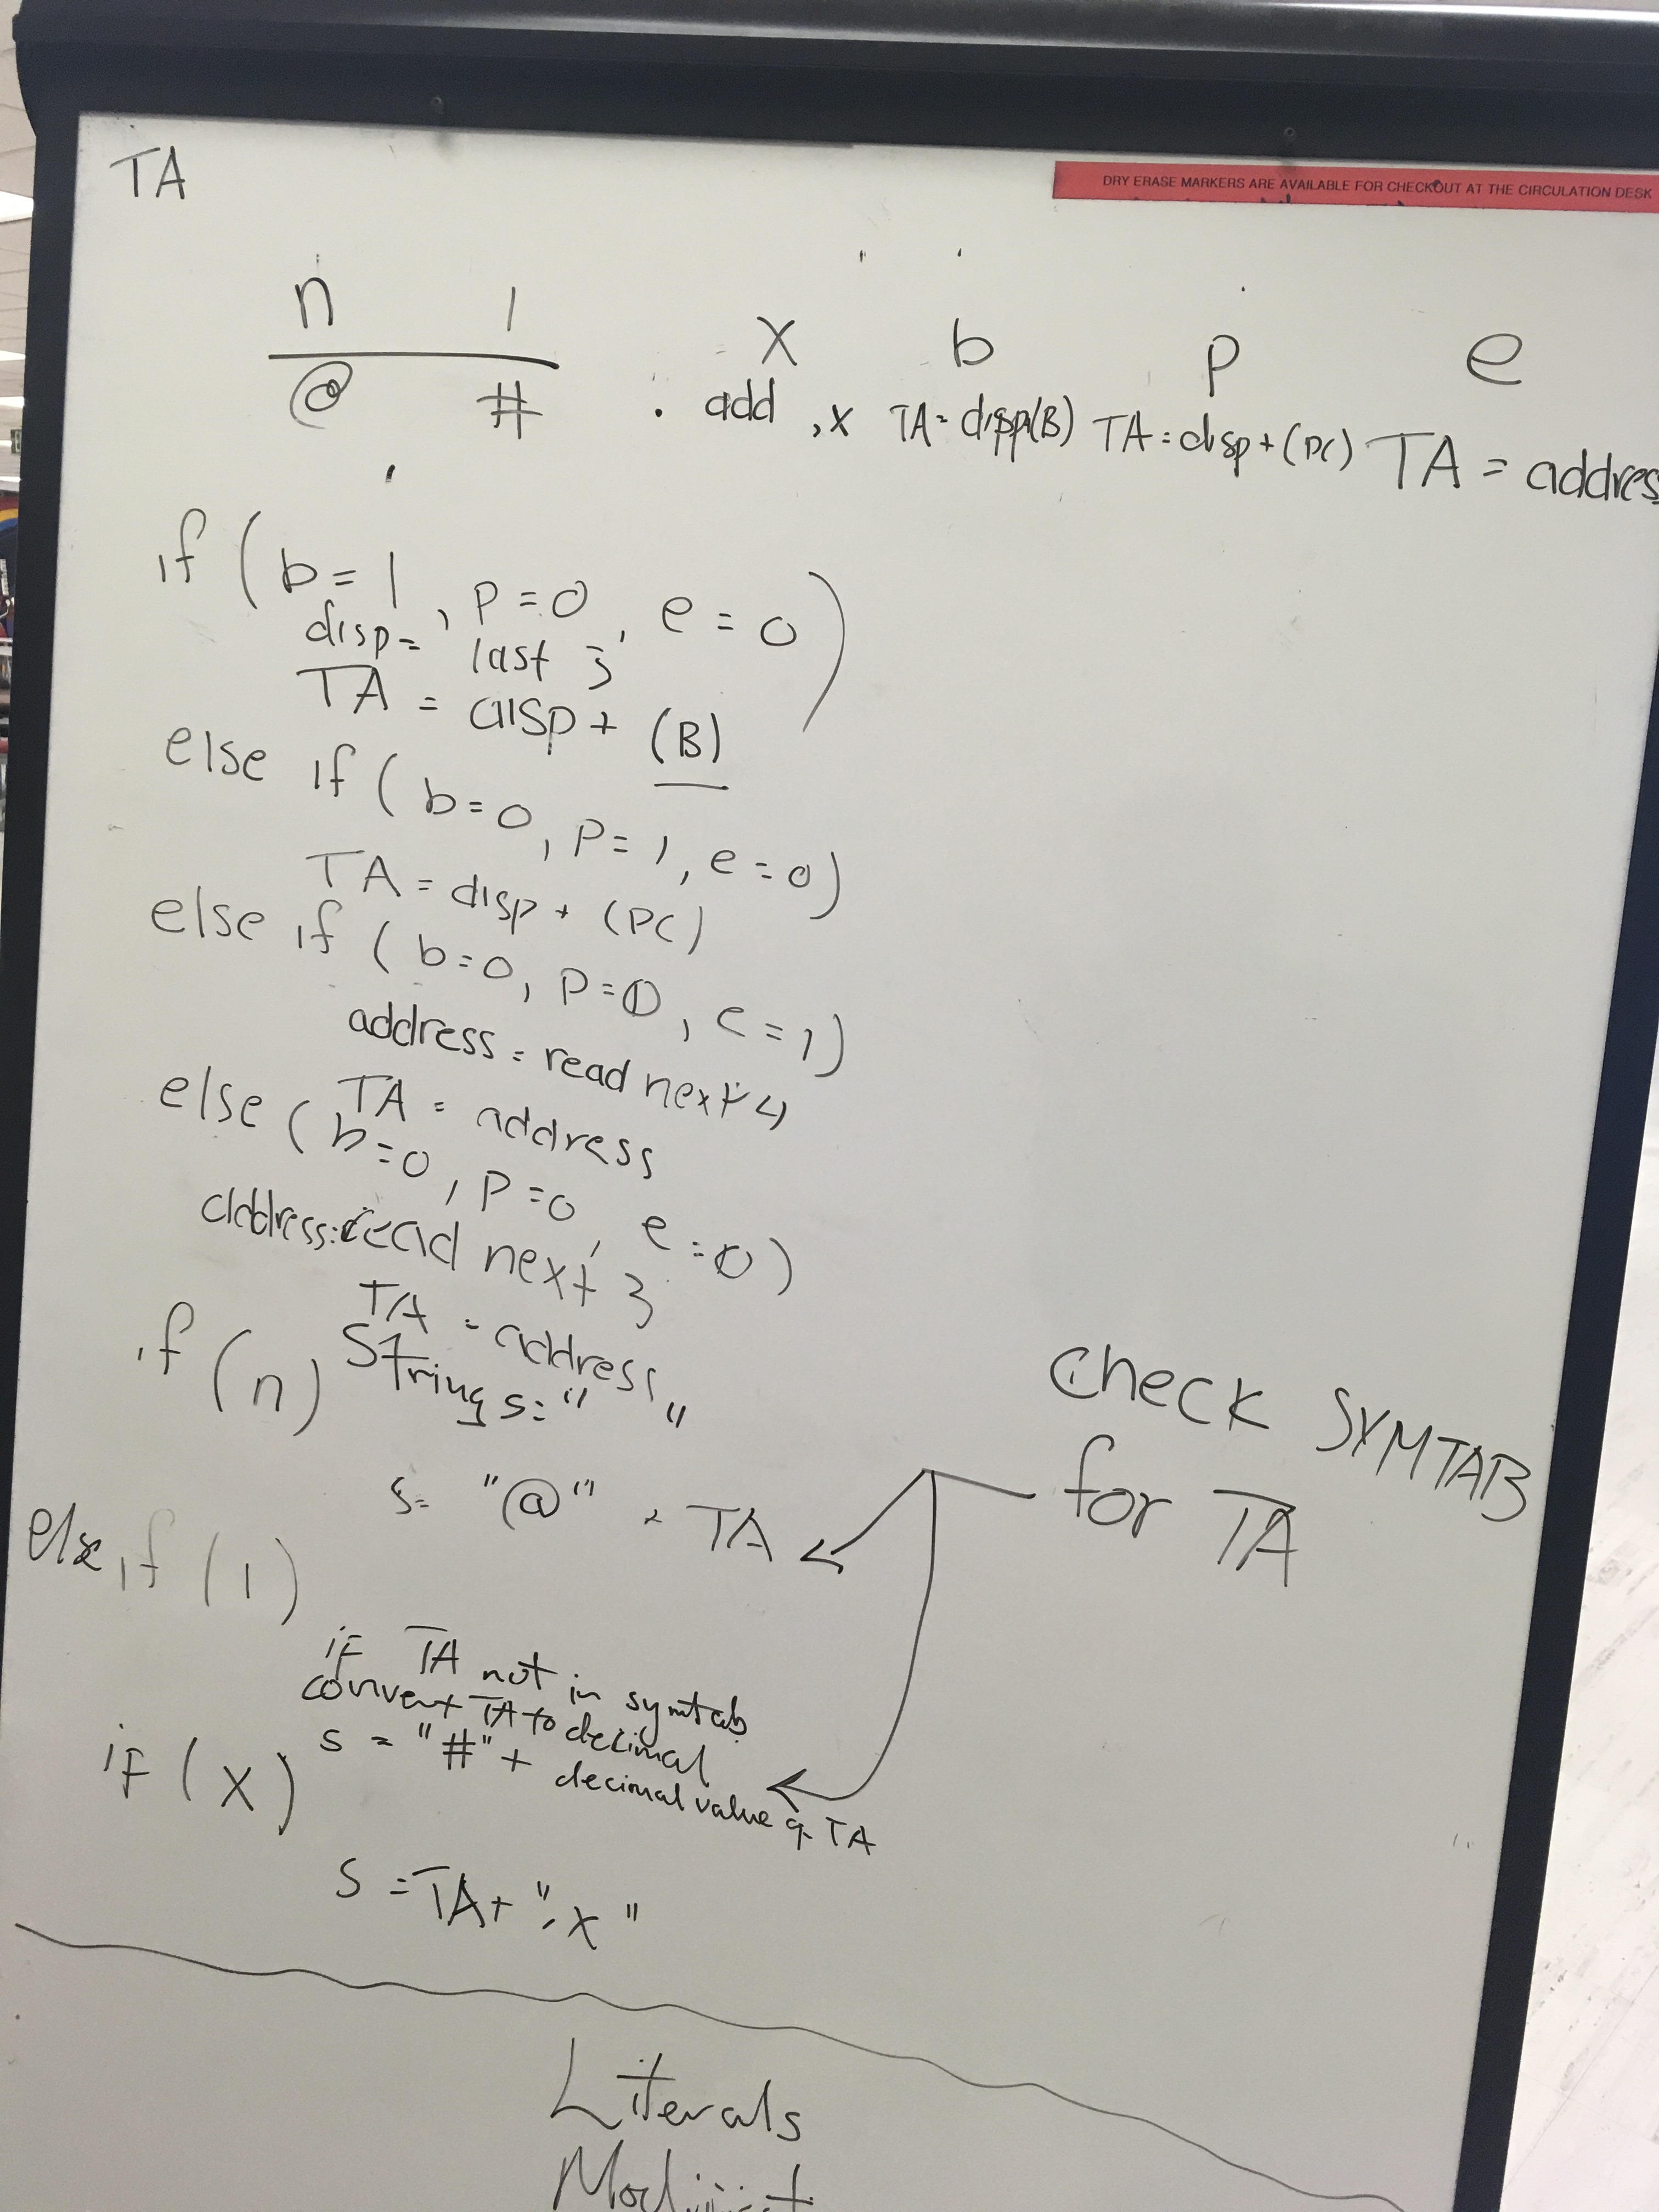 TA
DRY ERASE MARKERS ARE AVAILABLE FOR CHECKOUT AT THE CIRCULATION DESK
n i x b p e
@ # . add ,x TA= disp(B) TA = disp + (PC) TA = addres
if (b=1, p=0, e=0)
disp= last 3
TA = disp + (B)
else if (b=0, P=1, e=0)
TA = disp + (PC)
else if (b=0, P=0, e=1)
address = read next 4
TA = address
else (b=0, P=0, e=0)
address: read next 3
TA = address
if (n) String s= " "
s= "@" + TA
else if (i)
if TA not in symtab
convert TA to decimal
s = "#" + decimal value of TA
if (x)
s = TA + ",x"
check SYMTAB
for TA
Literals